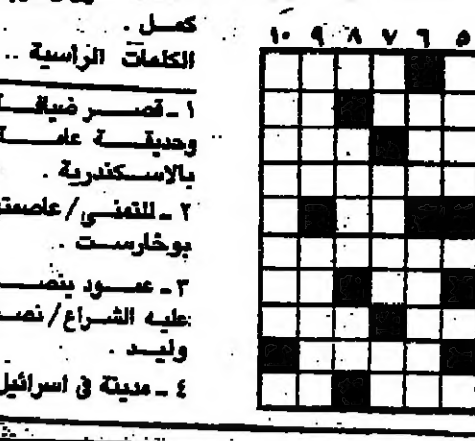 كمل .
١٠ ٩ ٨ ٧ ٦ ٥
الكلمات الرأسية ..
١ ـ قصر ضيافة
وحديقة عامة
بالاسكندرية .
٢ ـ للتمني / عاصمته
بوخارست .
٣ ـ عمود ينصب
عليه الشراع / نصف
وليد .
٤ ـ مدينة في اسرائيل